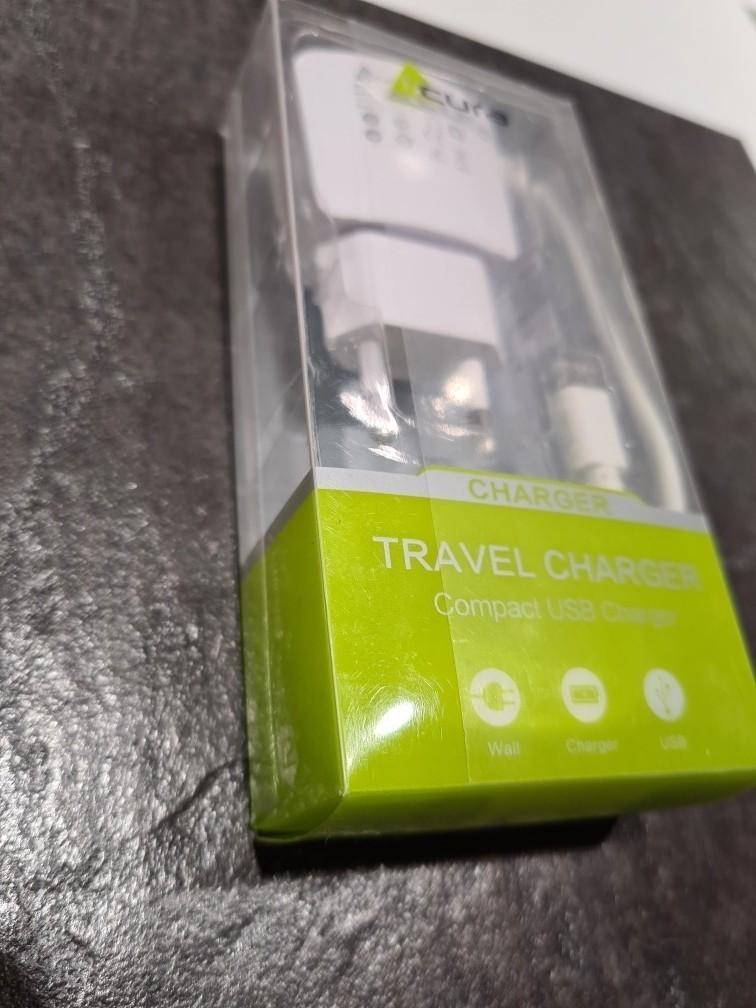 Acura
CHARGER
TRAVEL CHARGER
Compact USB Charger
Wall
Charger
USB